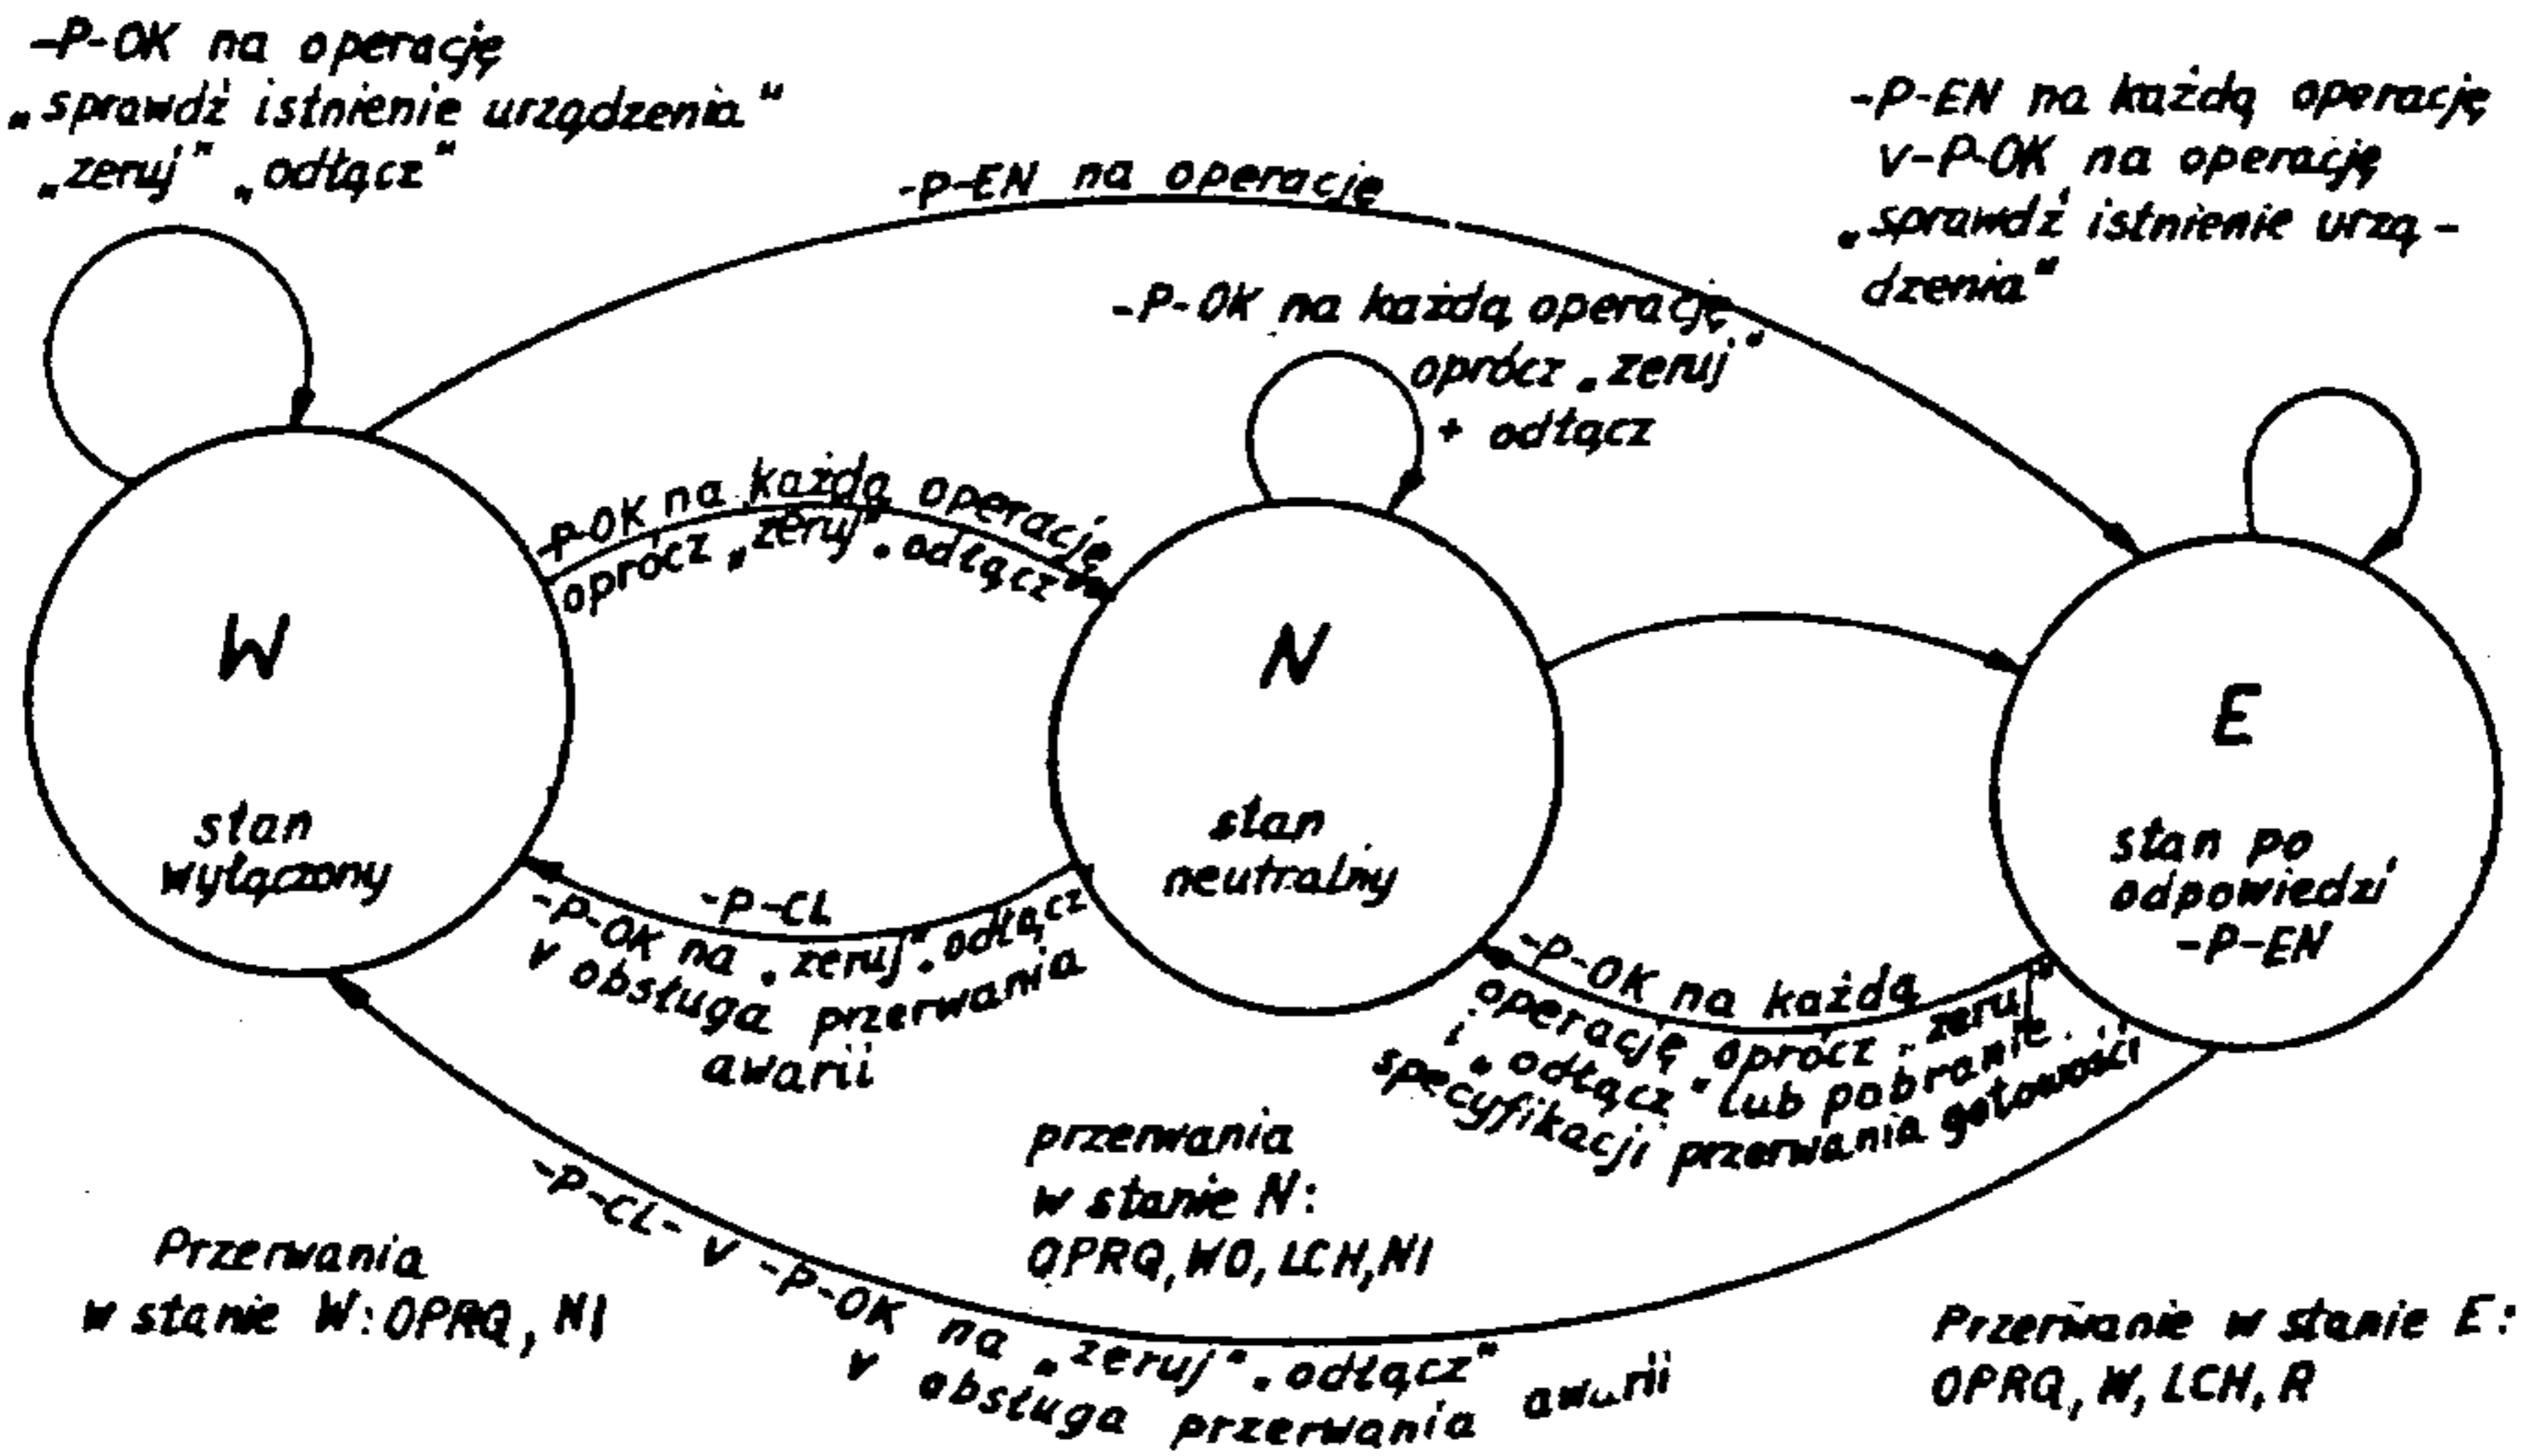 -P-OK na operację
„sprawdź istnienie urządzenia"
„zeruj" „odłącz"
-P-EN na operację
-P-EN na każdą operację
v-P-OK na operację
„sprawdź istnienie urzą-
dzenia"
-P-OK na każdą operację
oprócz „zeruj"
+ odłącz
-P-OK na każdą operację
oprócz „zeruj" „odłącz"
W
stan
wyłączony
N
stan
neutralny
E
stan po
odpowiedzi
-P-EN
-P-CL
-P-OK na „zeruj" „odłącz
v obsługa przerwania
awarii
-P-OK na każdą
operację oprócz „zeruj"
i „odłącz" lub pobranie
specyfikacji przerwania gotowości
przerwania
w stanie N:
OPRQ, WO, LCH, NI
Przerwania
w stanie W: OPRQ, NI
-P-CL- v -P-OK na „zeruj" „odłącz"
v obsługa przerwania awarii
Przerwanie w stanie E:
OPRQ, W, LCH, R